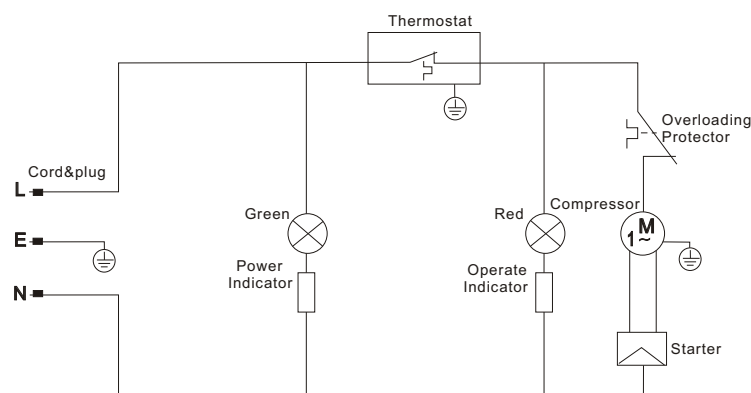 Thermostat
Overloading
Protector
Cord&plug
L
Green
Red
Compressor
E
M
1~
Power
Indicator
Operate
Indicator
N
Starter